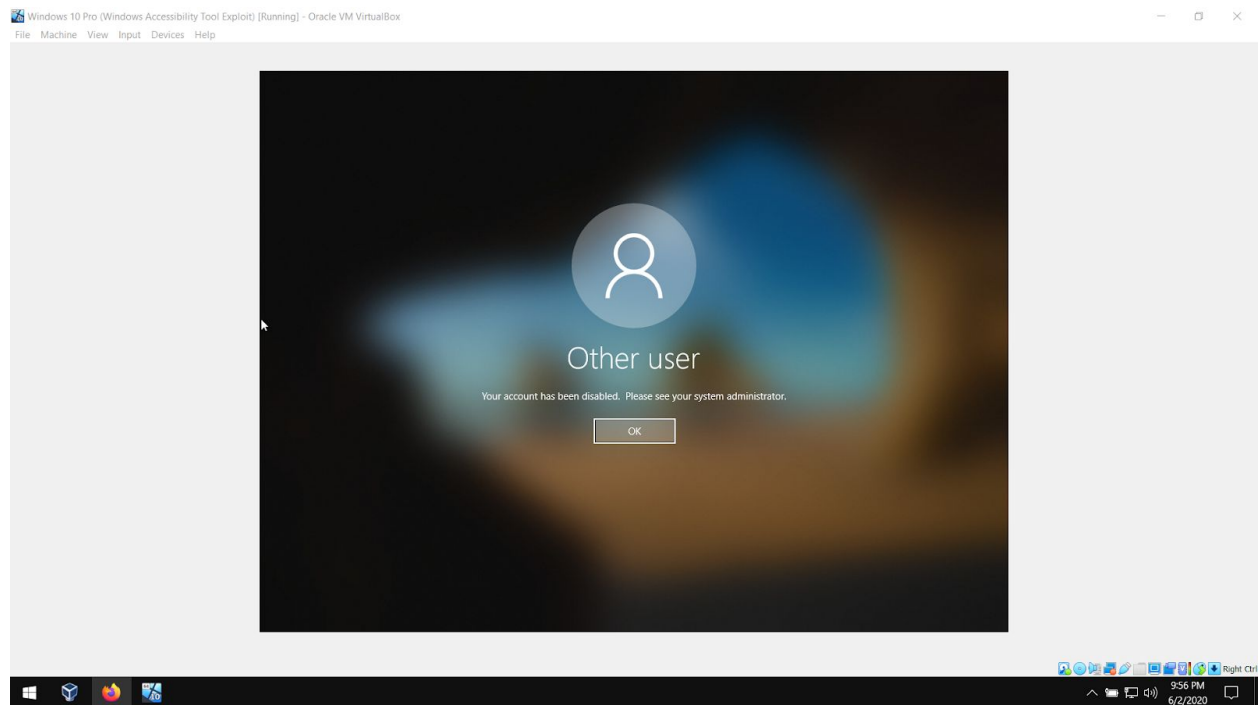 Windows 10 Pro (Windows Accessibility Tool Exploit) [Running] - Oracle VM VirtualBox
File Machine View Input Devices Help
Other user
Your account has been disabled. Please see your system administrator.
OK
Right Ctrl
9:56 PM
6/2/2020